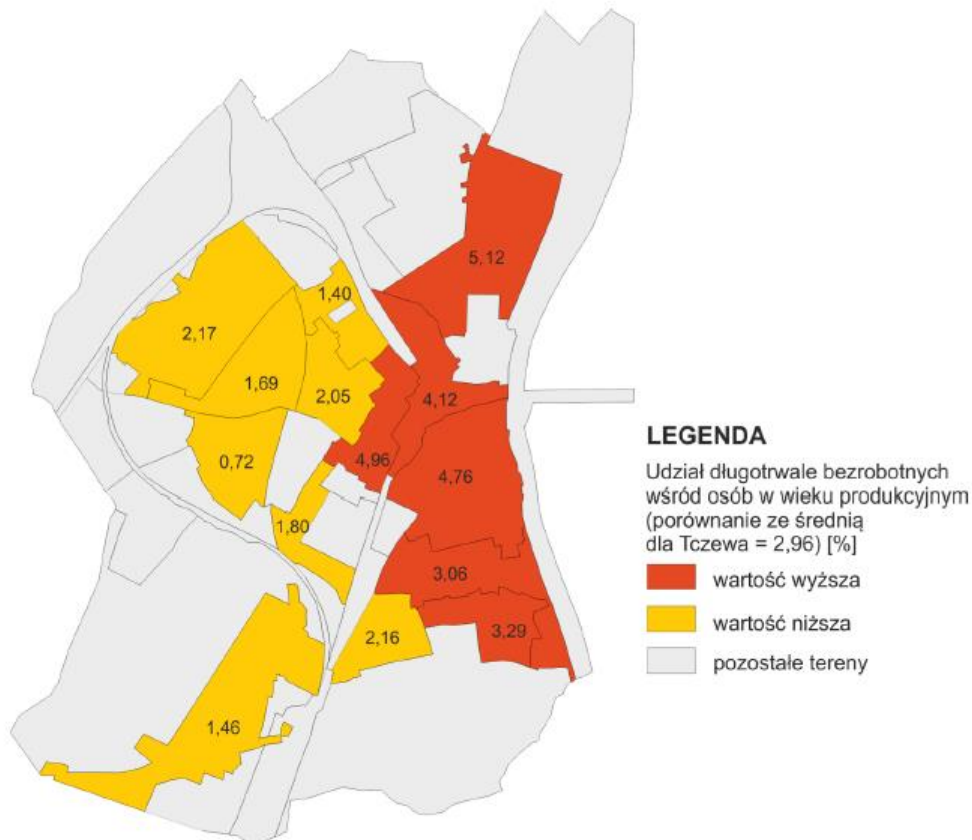 5,12
1,40
2,17
1,69
2,05
4,12
4,96
0,72
4,76
1,80
3,06
3,29
2,16
1,46
LEGENDA
Udział długotrwale bezrobotnych
wśród osób w wieku produkcyjnym
(porównanie ze średnią
dla Tczewa = 2,96) [%]
wartość wyższa
wartość niższa
pozostałe tereny